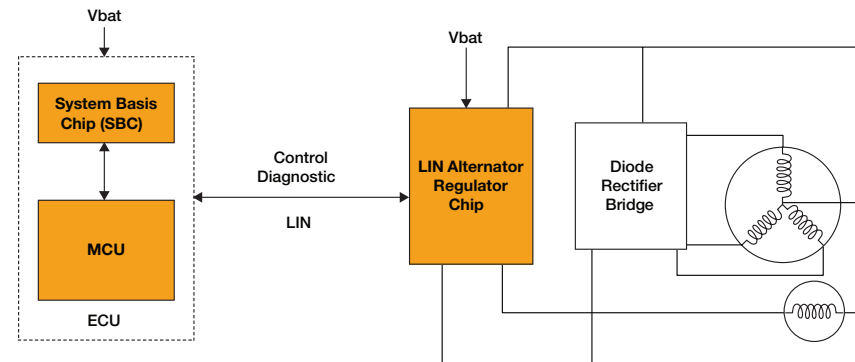 Vbat
System Basis
Chip (SBC)
MCU
ECU
Control
Diagnostic
LIN
Vbat
LIN Alternator
Regulator
Chip
Diode
Rectifier
Bridge